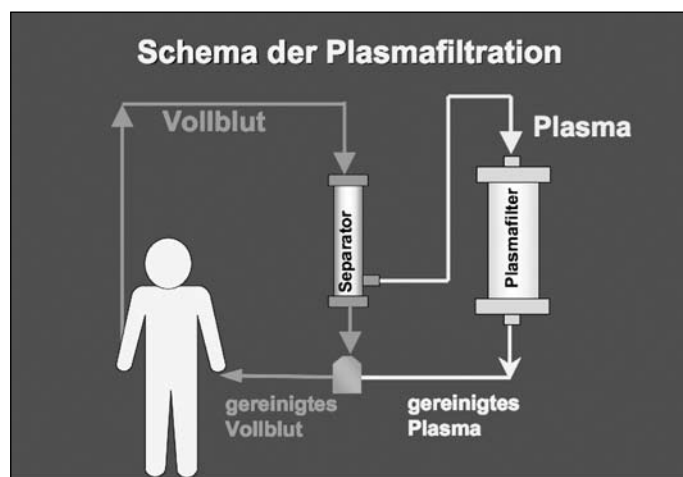 Schema der Plasmafiltration
Vollblut
Plasma
Separator
Plasmafilter
gereinigtes
Vollblut
gereinigtes
Plasma